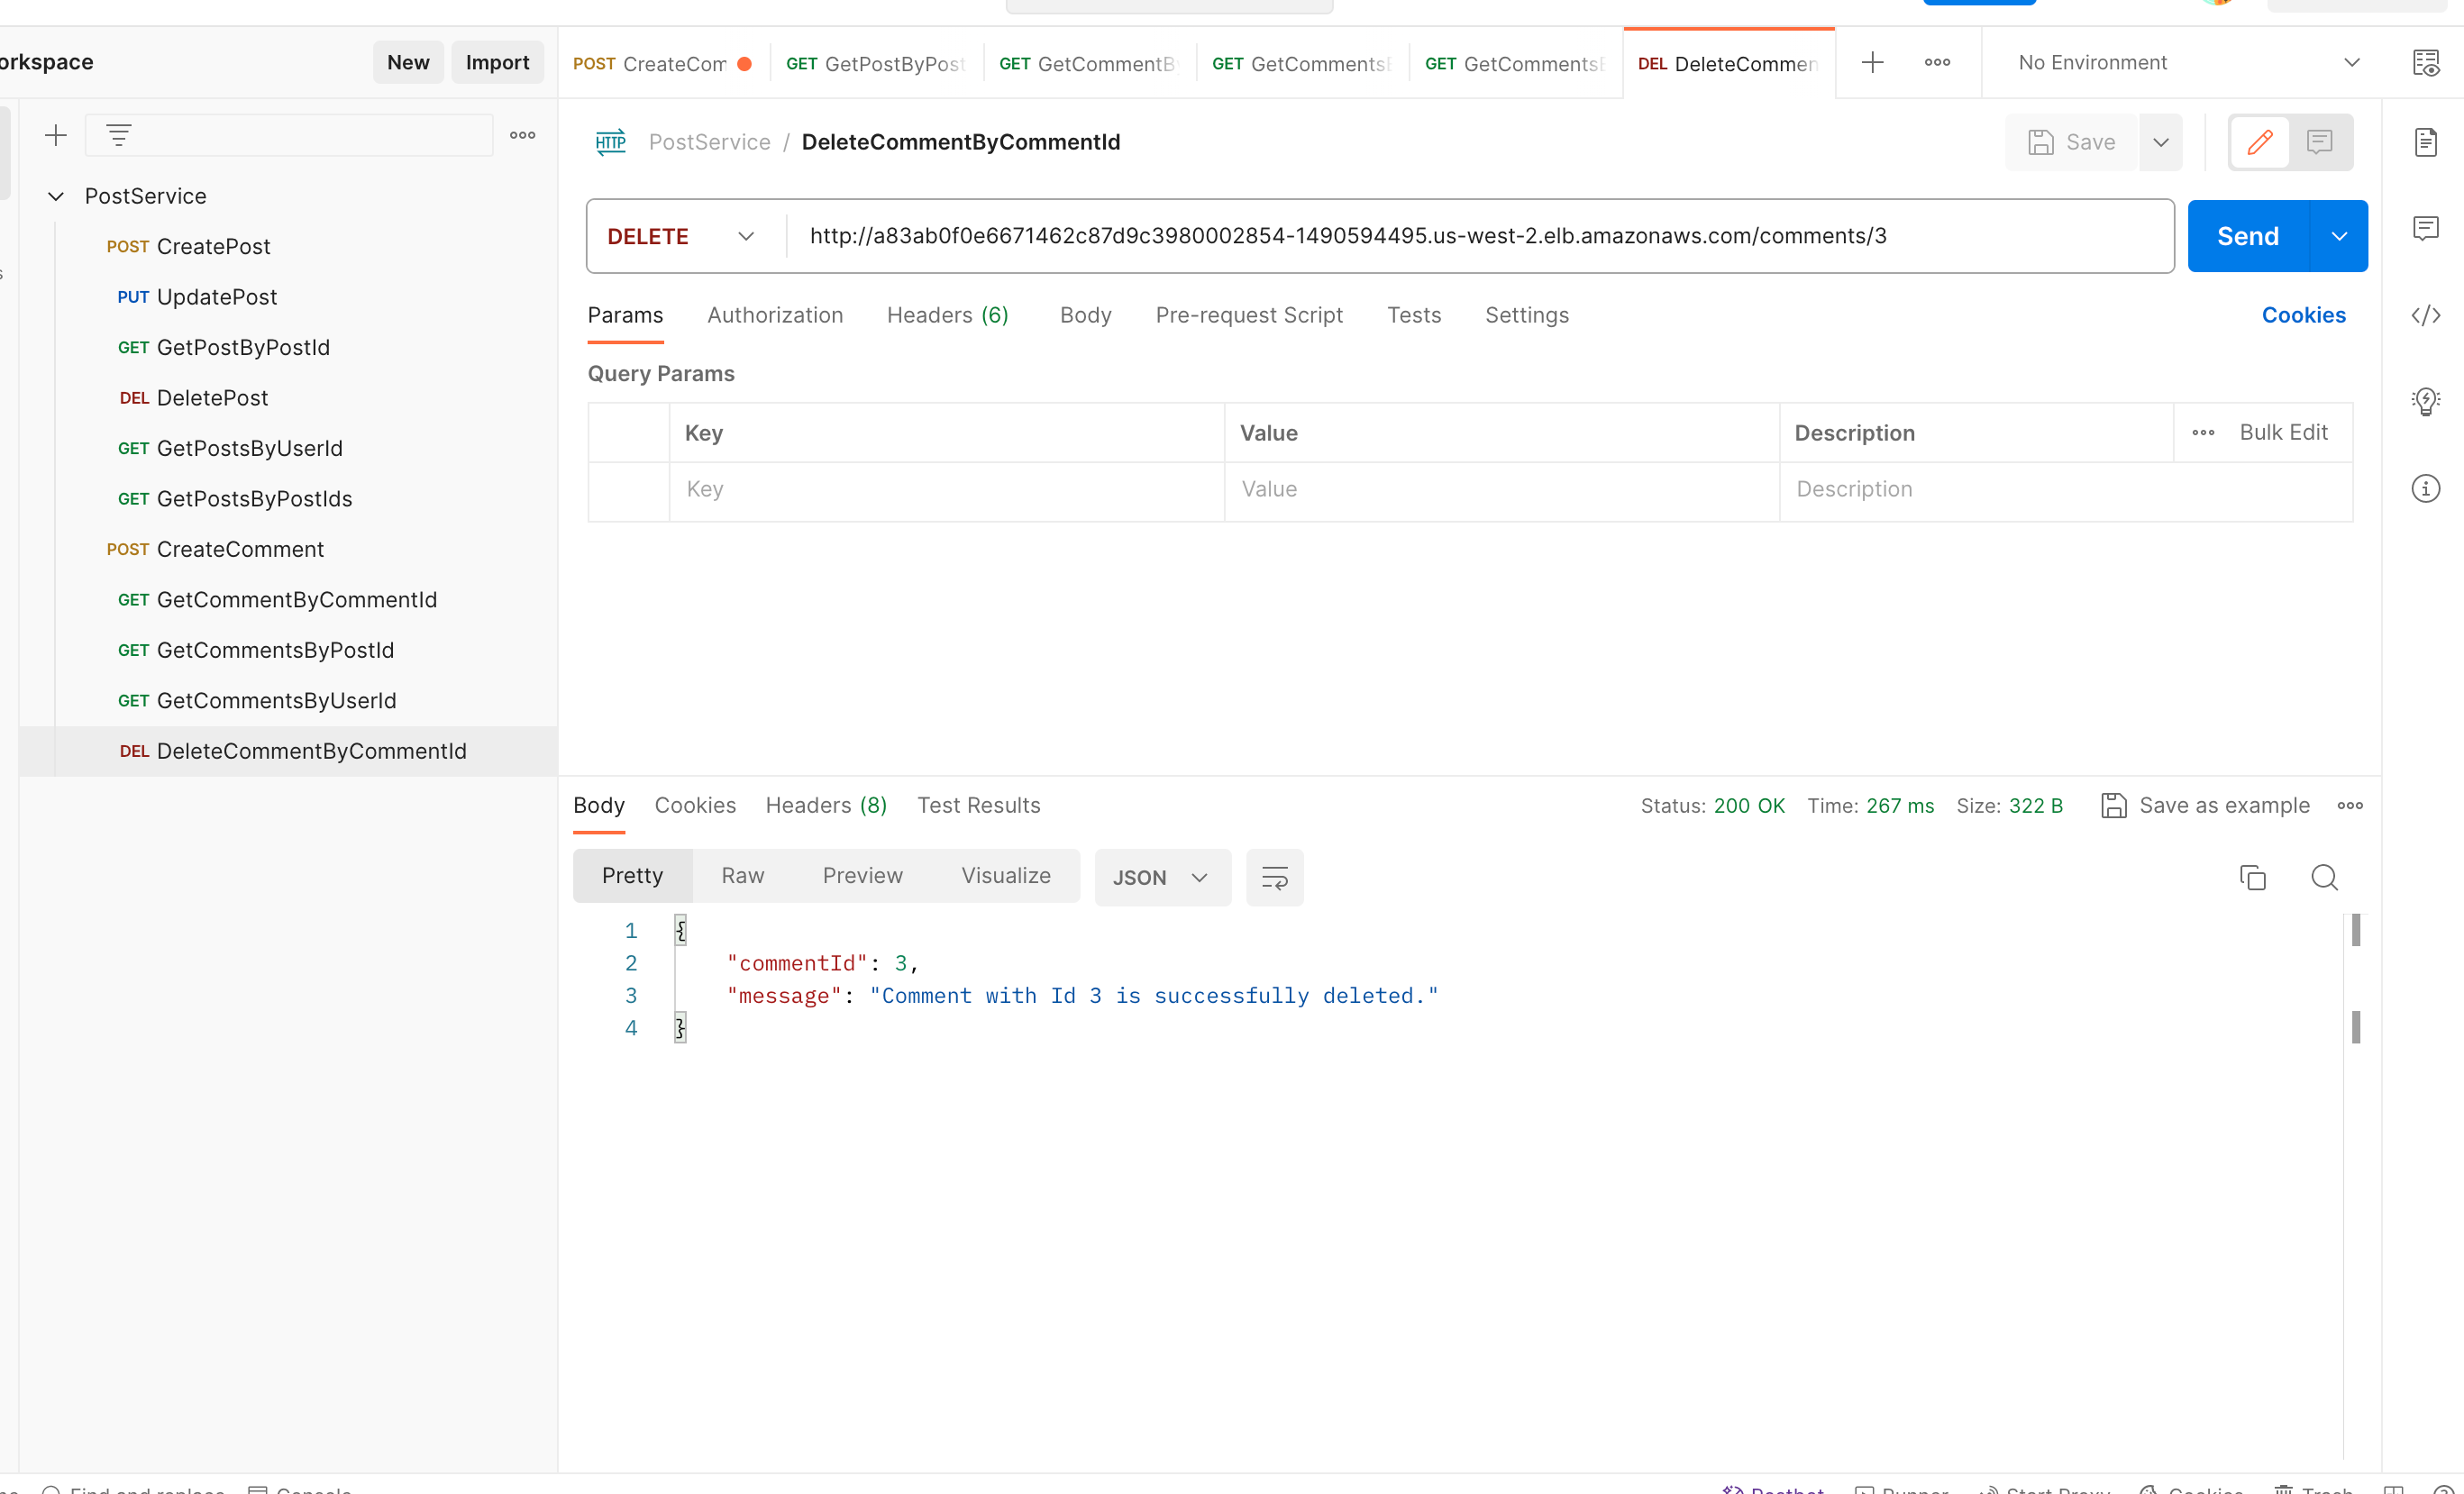 orkspace
New
Import
POST CreateCom
GET GetPostByPost
GET GetCommentB
GET Comments
GET GetComments
DEL DeleteCommen
No Environment
PostService
POST CreatePost
PUT UpdatePost
GET GetPostByPostId
DEL DeletePost
GET GetPostsByUserId
GET GetPostsByPostIds
POST CreateComment
GET GetCommentByCommentId
GET GetCommentsByPostId
GET GetCommentsByUserId
DEL DeleteCommentByCommentId
HTTP PostService / DeleteCommentByCommentId
Save
DELETE http://a83ab0f0e6671462c87d9c3980002854-1490594495.us-west-2.elb.amazonaws.com/comments/3
Send
Params Authorization Headers (6) Body Pre-request Script Tests Settings
Cookies
Query Params
Key Value Description Bulk Edit
Key Value Description
Body Cookies Headers (8) Test Results
Status: 200 OK Time: 267 ms Size: 322 B Save as example
Pretty Raw Preview Visualize JSON
1 {
2 "commentId": 3,
3 "message": "Comment with Id 3 is successfully deleted."
4 }
Find and replace Console
Postbot Runner Start Proxy Cookies Trash